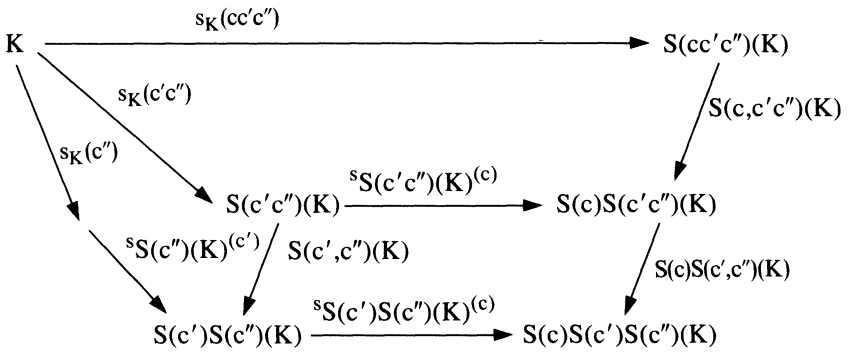 s_K(cc′c″)
K S(cc′c″)(K)
s_K(c′c″) S(c,c′c″)(K)
s_K(c″)
ˢS(c′c″)(K)⁽ᶜ⁾
S(c′c″)(K) S(c)S(c′c″)(K)
ˢS(c″)(K)⁽ᶜ′⁾ S(c′,c″)(K) S(c)S(c′,c″)(K)
ˢS(c′)S(c″)(K)⁽ᶜ⁾
S(c′)S(c″)(K) S(c)S(c′)S(c″)(K)